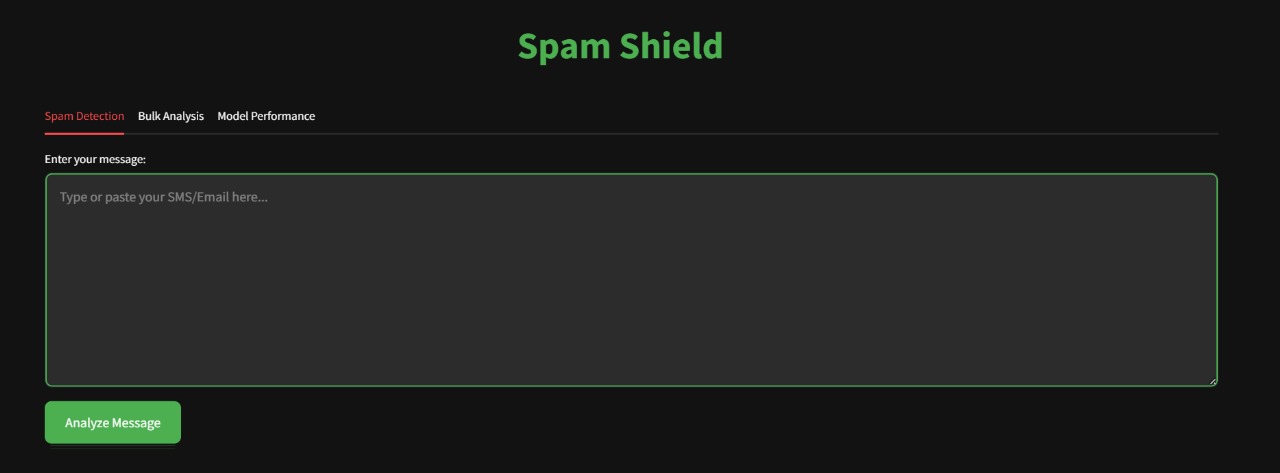 Spam Shield
Spam Detection Bulk Analysis Model Performance
Enter your message:
Type or paste your SMS/Email here...
Analyze Message